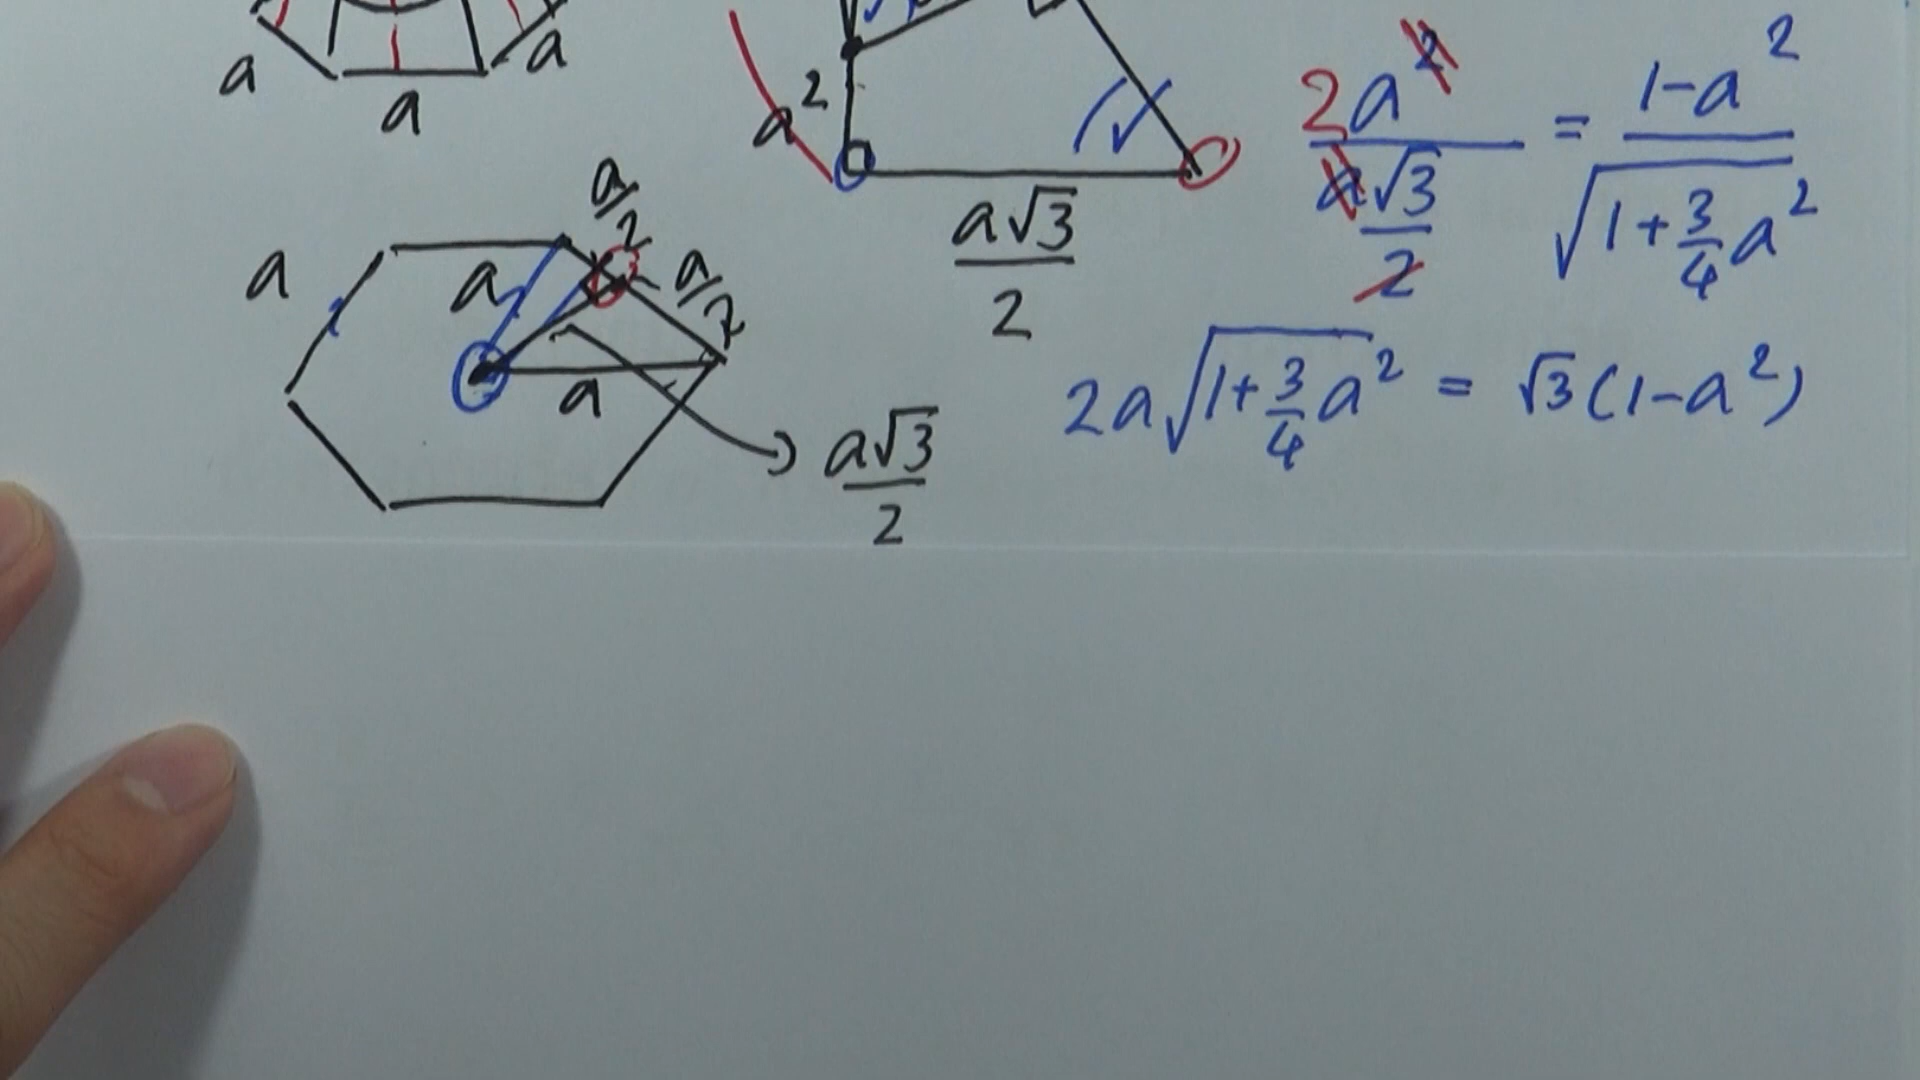 a
a
a
a²
a√3/2
2a²/(a√3/2) = (1-a²)/√(1+3/4a²)
a/2
a/2
a
a
a
a√3/2
2a√(1+3/4a²) = √3(1-a²)